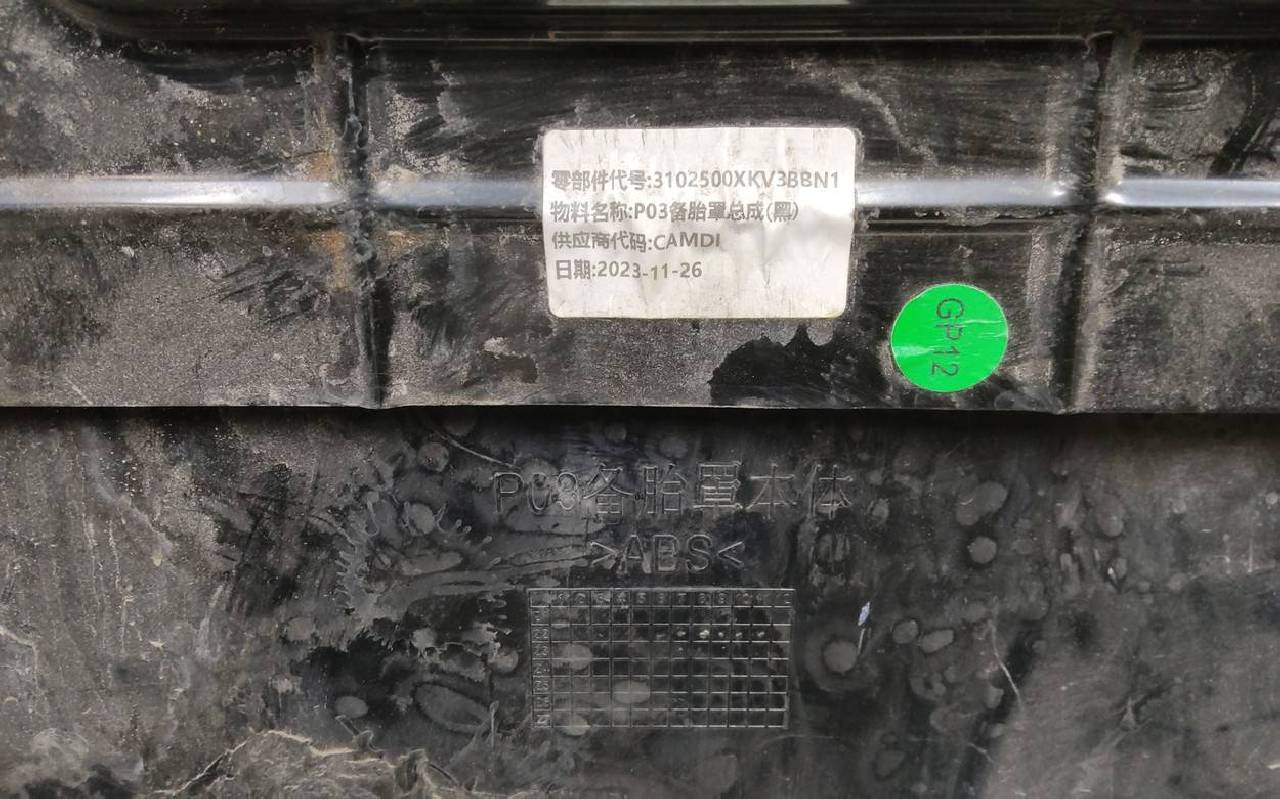 零部件代号:3102500XKV3BBN1
物料名称:P03备胎罩总成(黑)
供应商代码:CAMDI
日期:2023-11-26
GP12
P03备胎罩本体
>ABS<